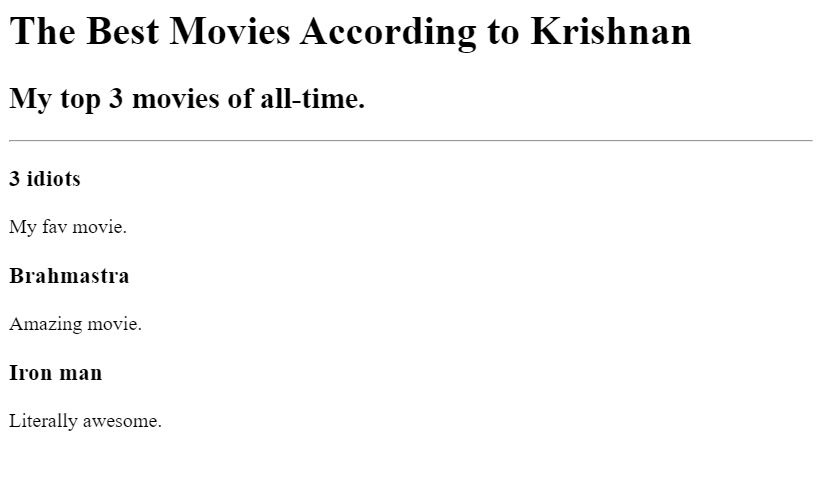 The Best Movies According to Krishnan
My top 3 movies of all-time.
3 idiots
My fav movie.
Brahmastra
Amazing movie.
Iron man
Literally awesome.